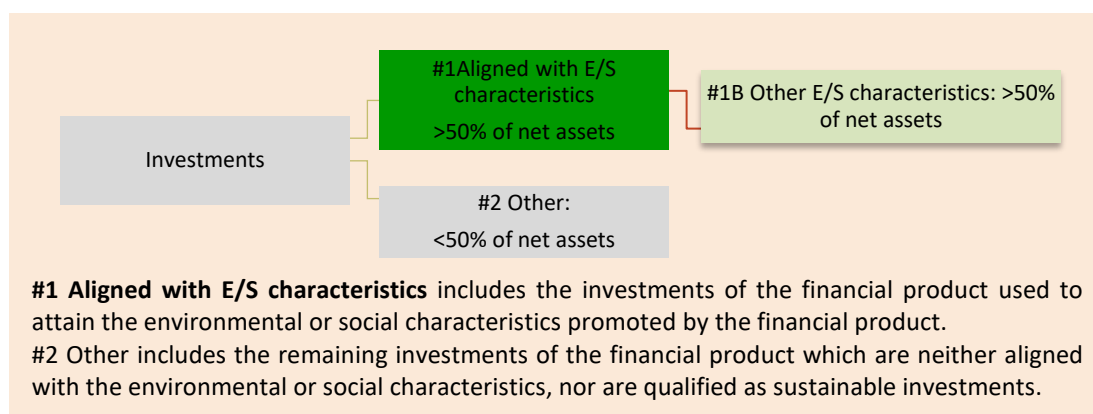 #1Aligned with E/S
characteristics
>50% of net assets
#1B Other E/S characteristics: >50%
of net assets
Investments
#2 Other:
<50% of net assets
#1 Aligned with E/S characteristics includes the investments of the financial product used to
attain the environmental or social characteristics promoted by the financial product.
#2 Other includes the remaining investments of the financial product which are neither aligned
with the environmental or social characteristics, nor are qualified as sustainable investments.